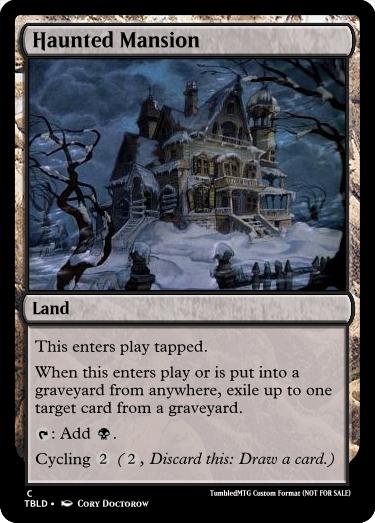 Haunted Mansion
Land
This enters play tapped.
When this enters play or is put into a
graveyard from anywhere, exile up to one
target card from a graveyard.
: Add .
Cycling 2 ( 2 , Discard this: Draw a card.)
C
TBLD • Cory Doctorow
TumbledMTG Custom Format (NOT FOR SALE)